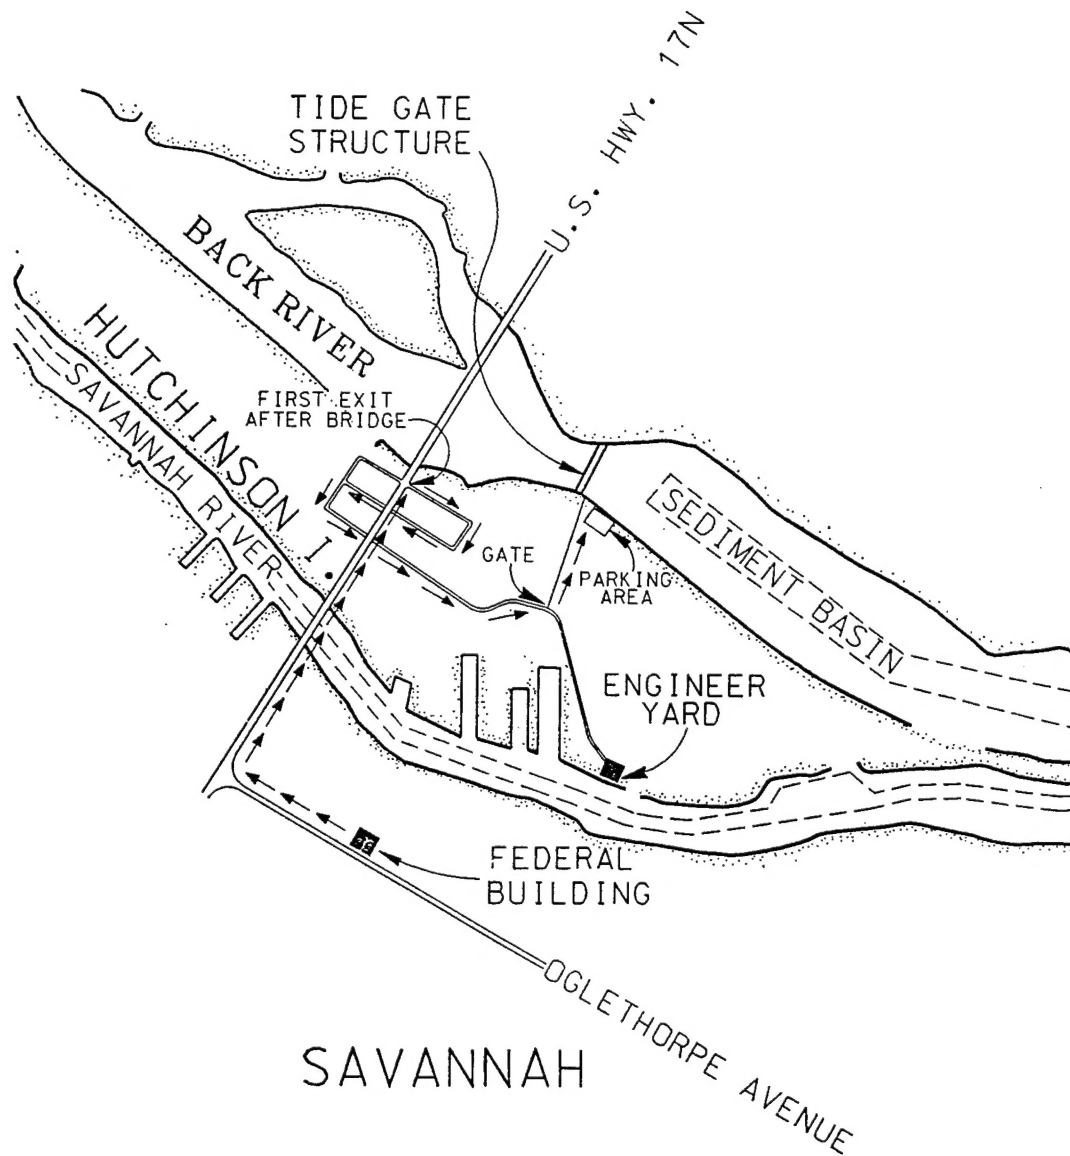 U.S. HWY. 17N
TIDE GATE
STRUCTURE
BACK RIVER
HUTCHINSON I.
SAVANNAH RIVER
FIRST EXIT
AFTER BRIDGE
SEDIMENT BASIN
GATE
PARKING
AREA
ENGINEER
YARD
FEDERAL
BUILDING
OGLETHORPE AVENUE
SAVANNAH